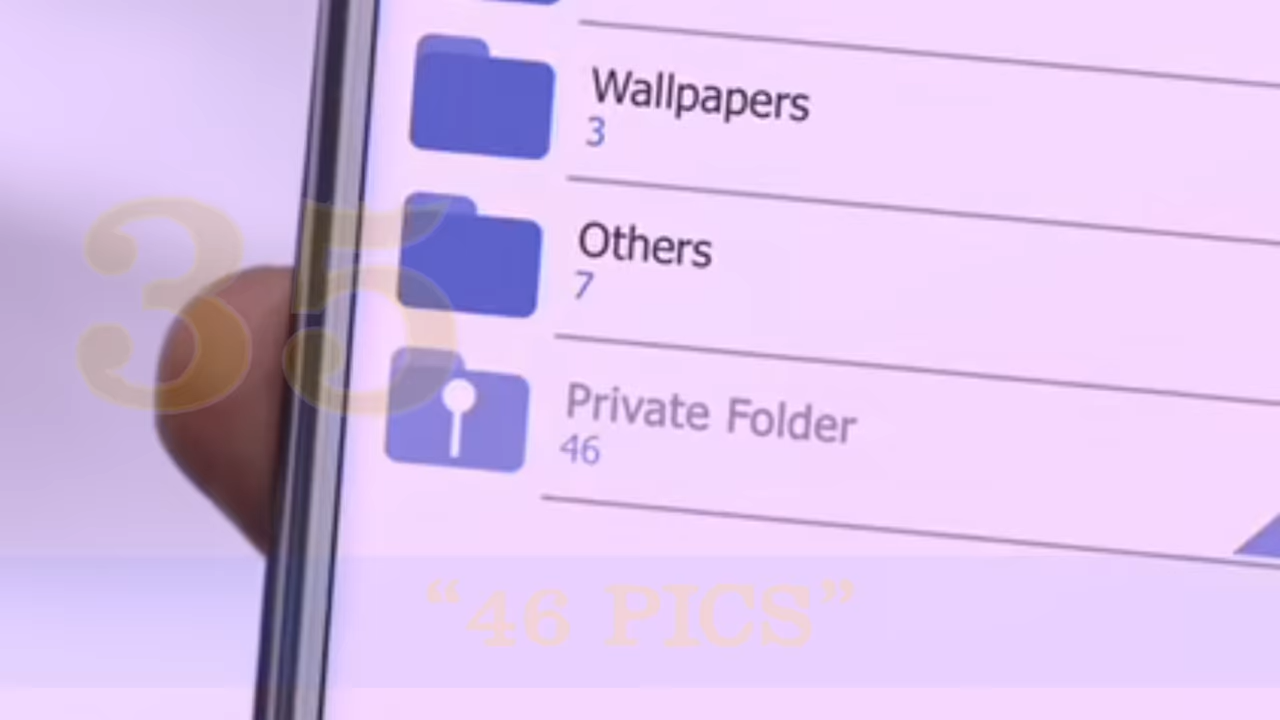 Wallpapers
3
Others
7
35
Private Folder
46
“46 PICS”